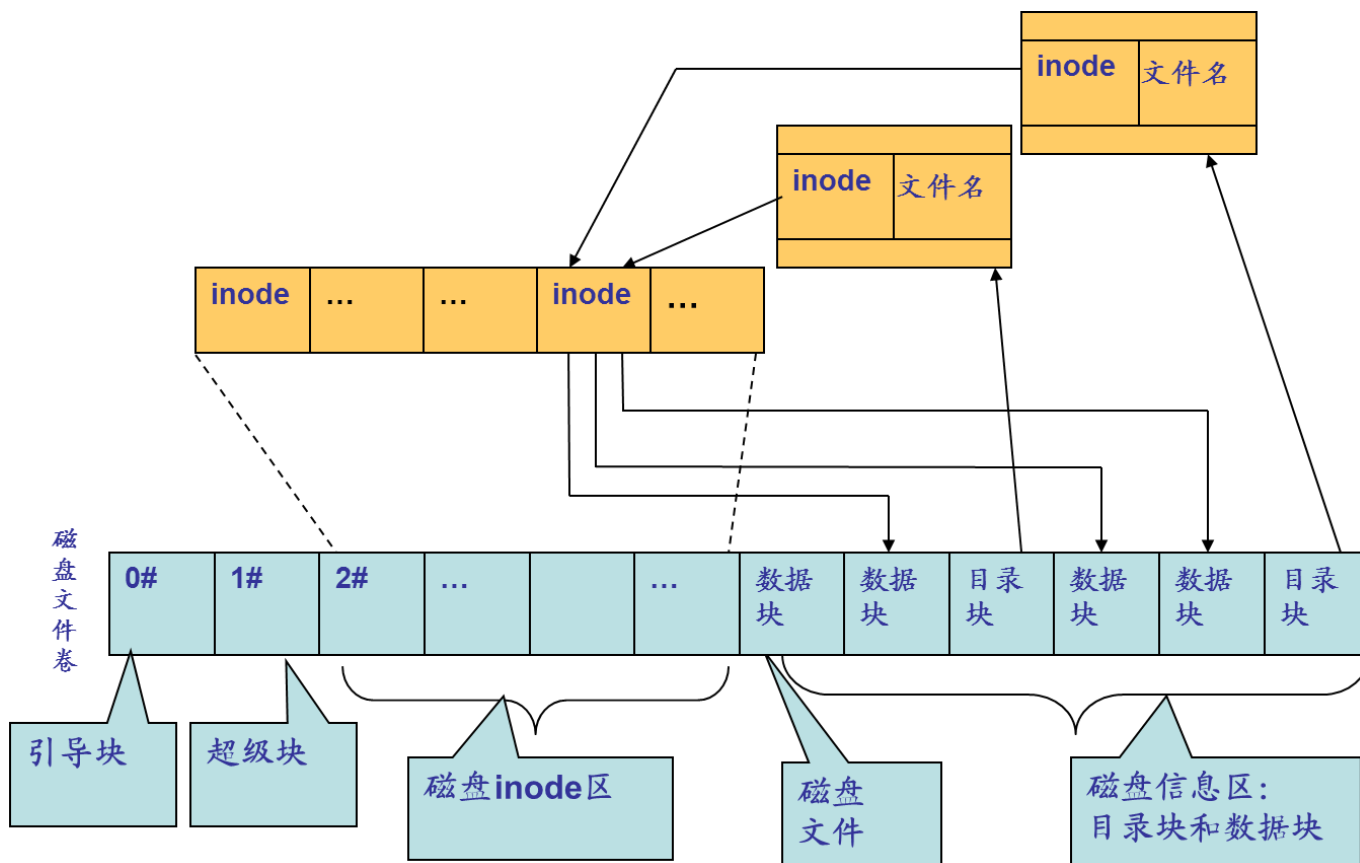 inode
文件名
inode
文件名
inode
…
…
inode
…
磁盘文件卷
0#
1#
2#
…
…
数据
块
数据
块
目录
块
数据
块
数据
块
目录
块
引导块
超级块
磁盘inode区
磁盘
文件
磁盘信息区:
目录块和数据块